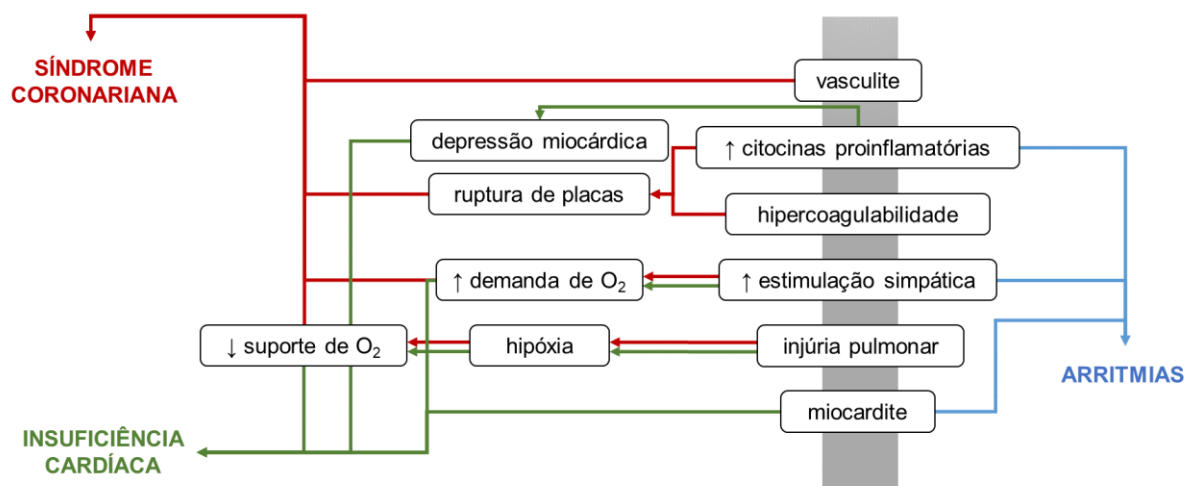 SÍNDROME
CORONARIANA
vasculite
depressão miocárdica
↑ citocinas proinflamatórias
ruptura de placas
hipercoagulabilidade
↑ demanda de O₂
↑ estimulação simpática
↓ suporte de O₂
hipóxia
injúria pulmonar
ARRITMIAS
miocardite
INSUFICIÊNCIA
CARDÍACA